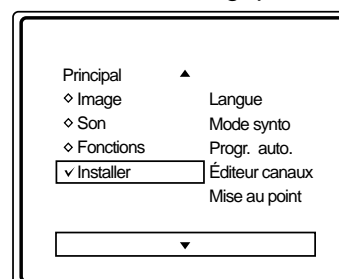 Principal
Image
Son
Fonctions
Installer
Langue
Mode synto
Progr. auto.
Éditeur canaux
Mise au point